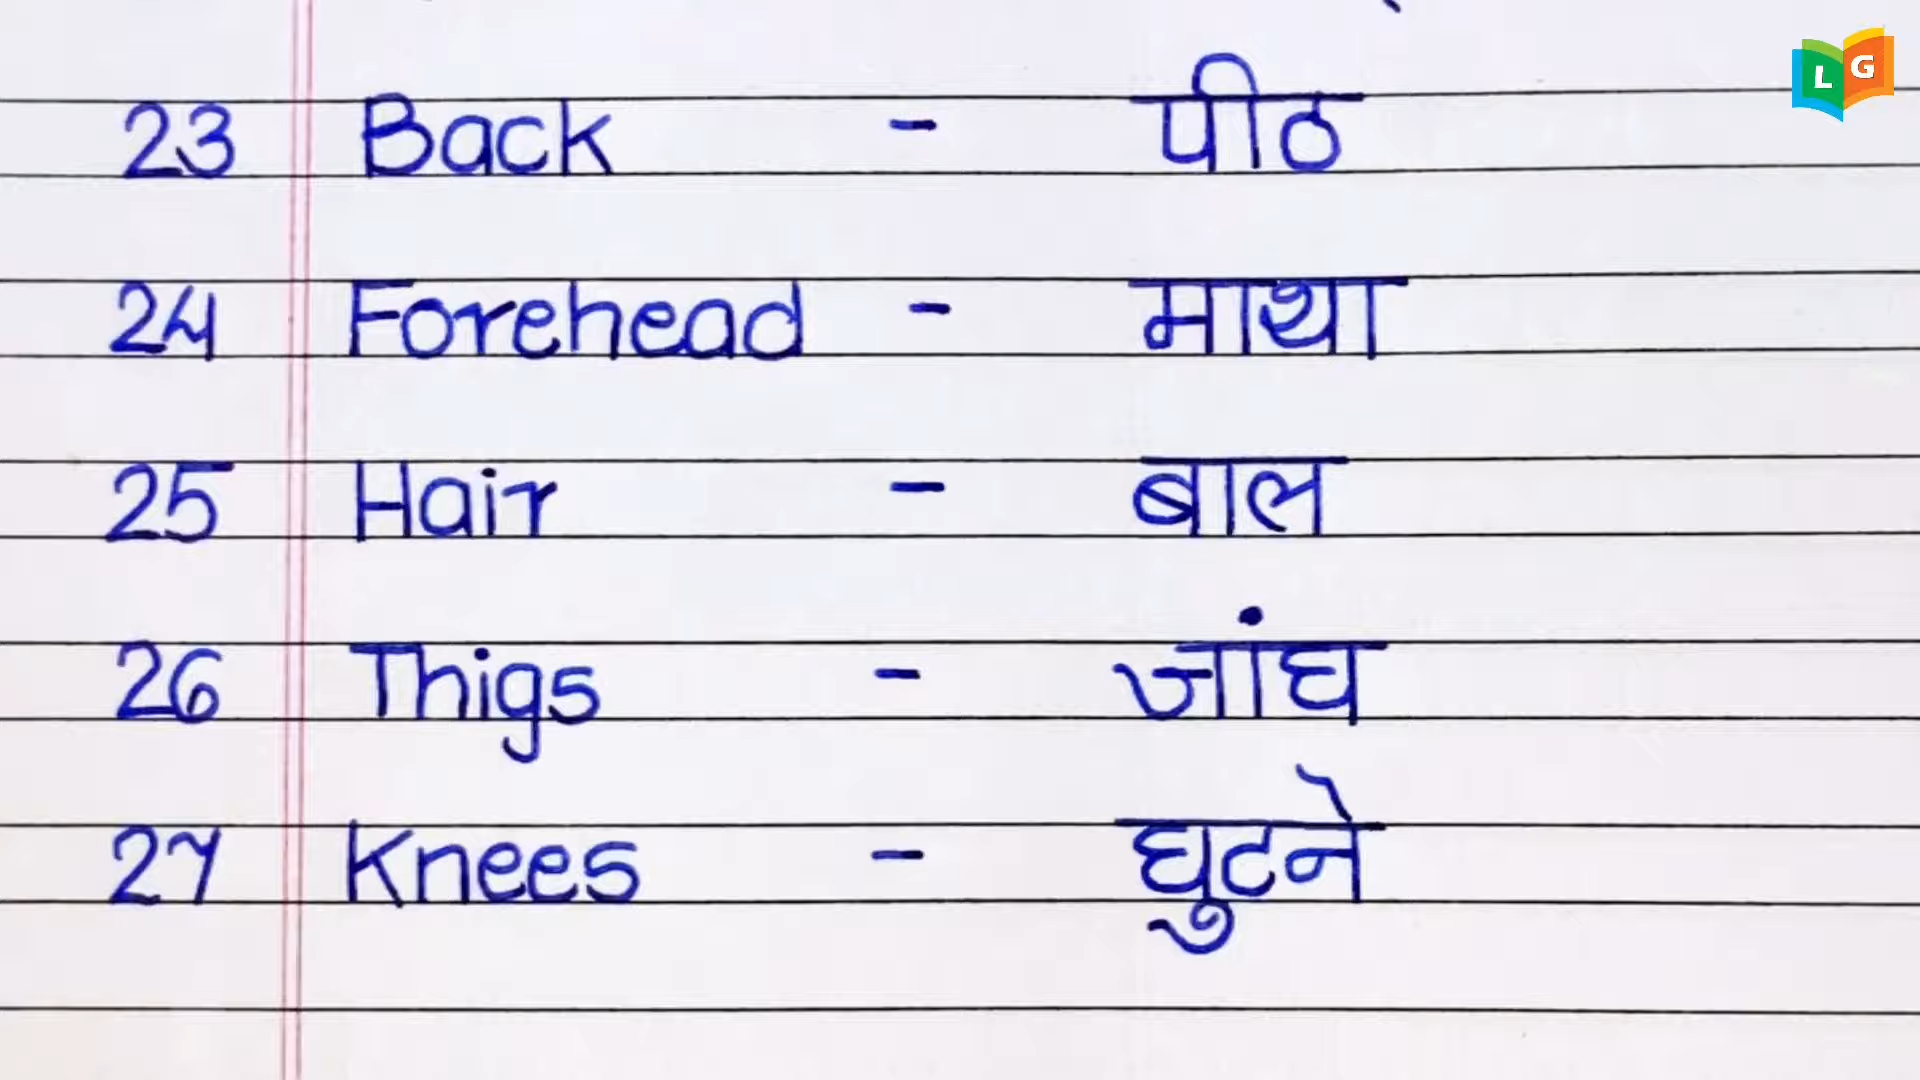 LG
23 Back - पीठ
24 Forehead - माथा
25 Hair - बाल
26 Thigs - जांघ
27 Knees - घुटने